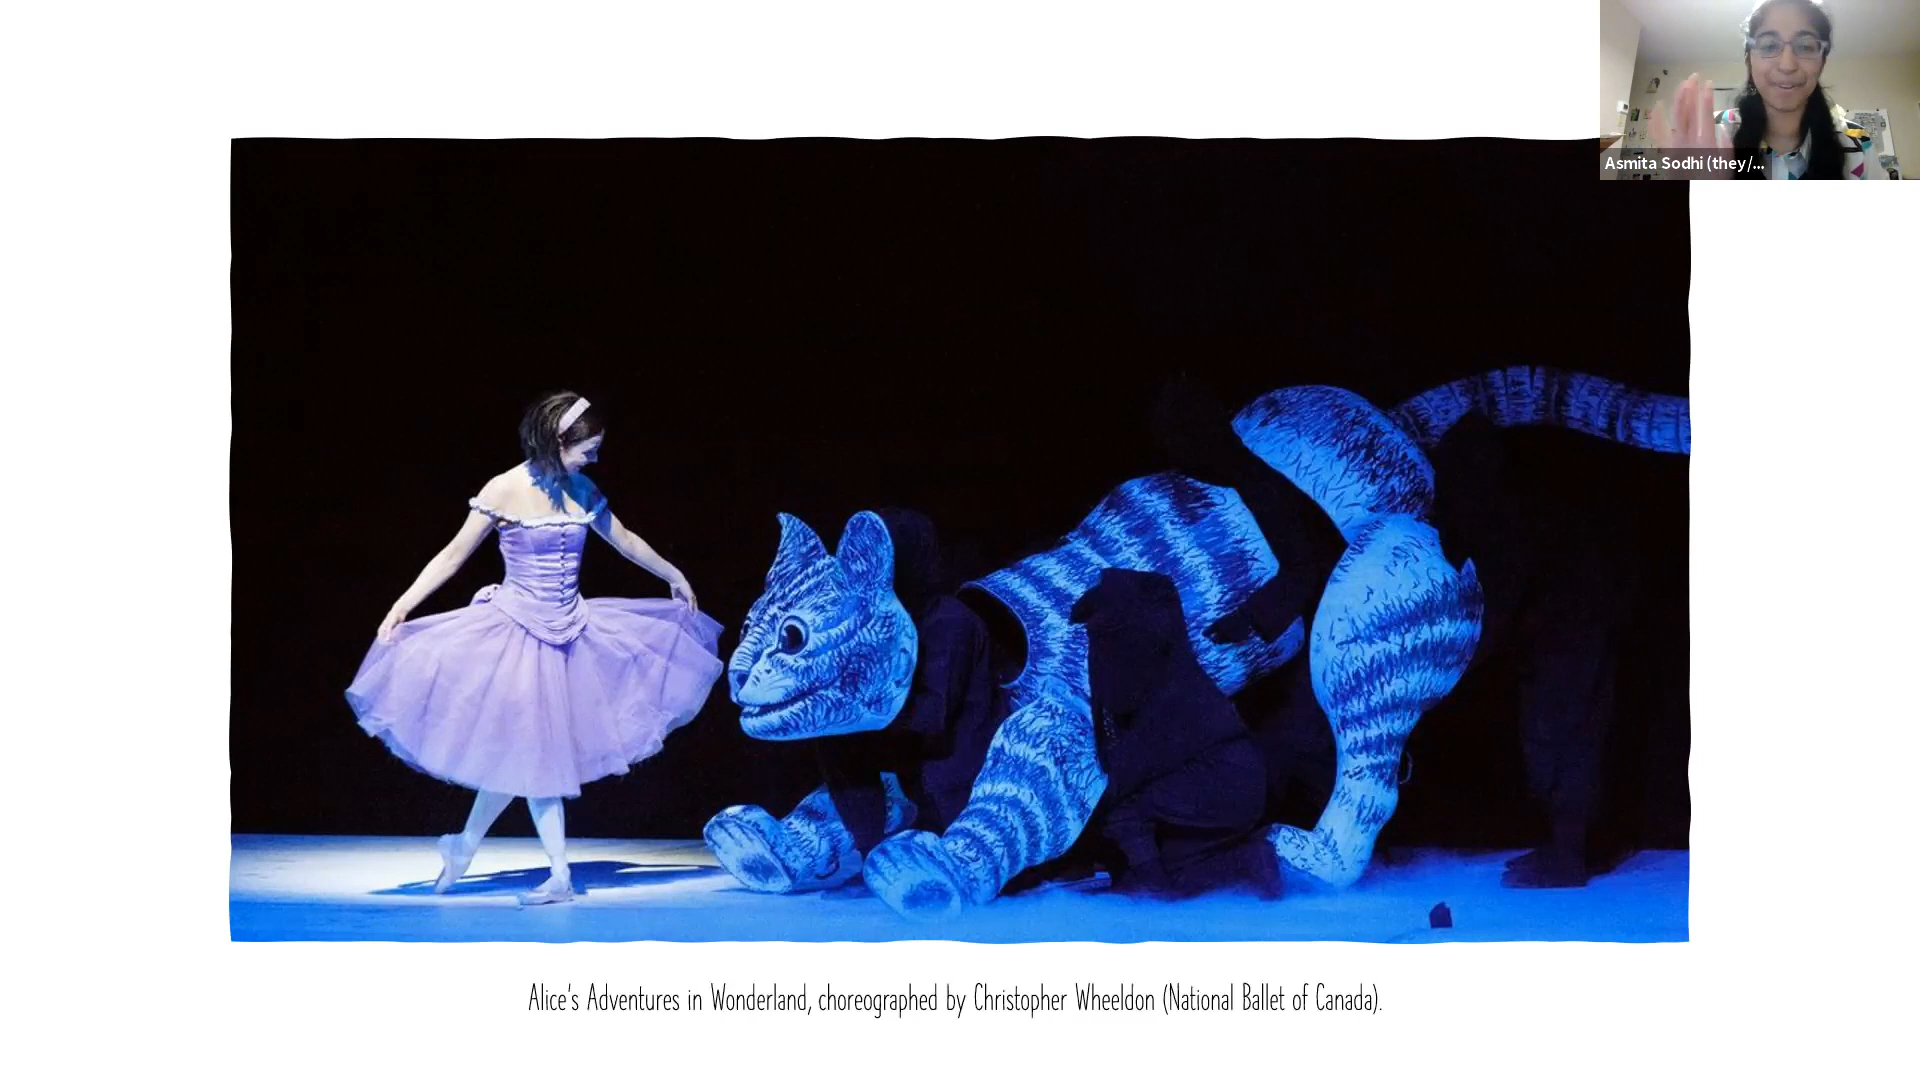 Asmita Sodhi (they/...
Alice's Adventures in Wonderland, choreographed by Christopher Wheeldon (National Ballet of Canada).